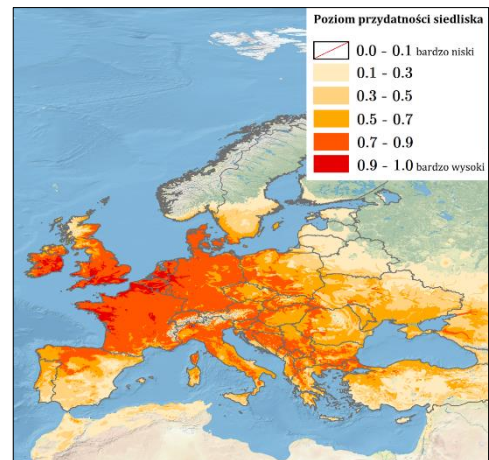 Poziom przydatności siedliska
0.0 - 0.1 bardzo niski
0.1 - 0.3
0.3 - 0.5
0.5 - 0.7
0.7 - 0.9
0.9 - 1.0 bardzo wysoki